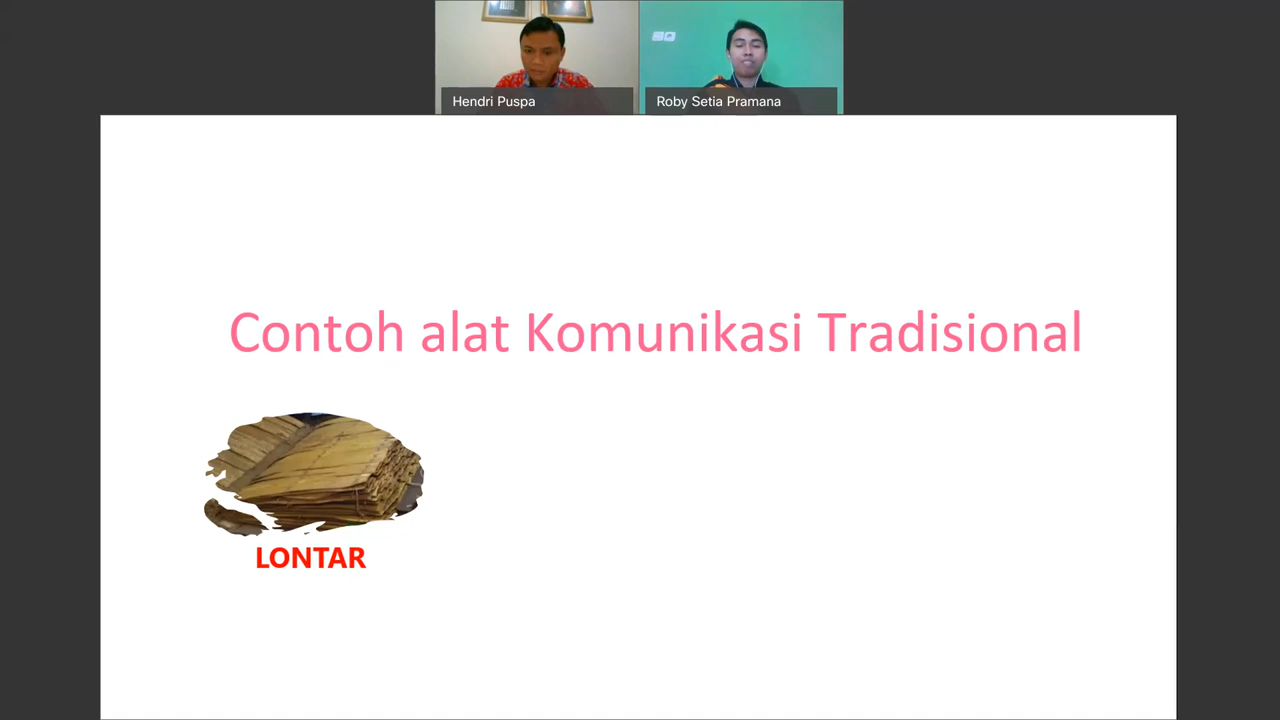 Hendri Puspa
Roby Setia Pramana
Contoh alat Komunikasi Tradisional
LONTAR